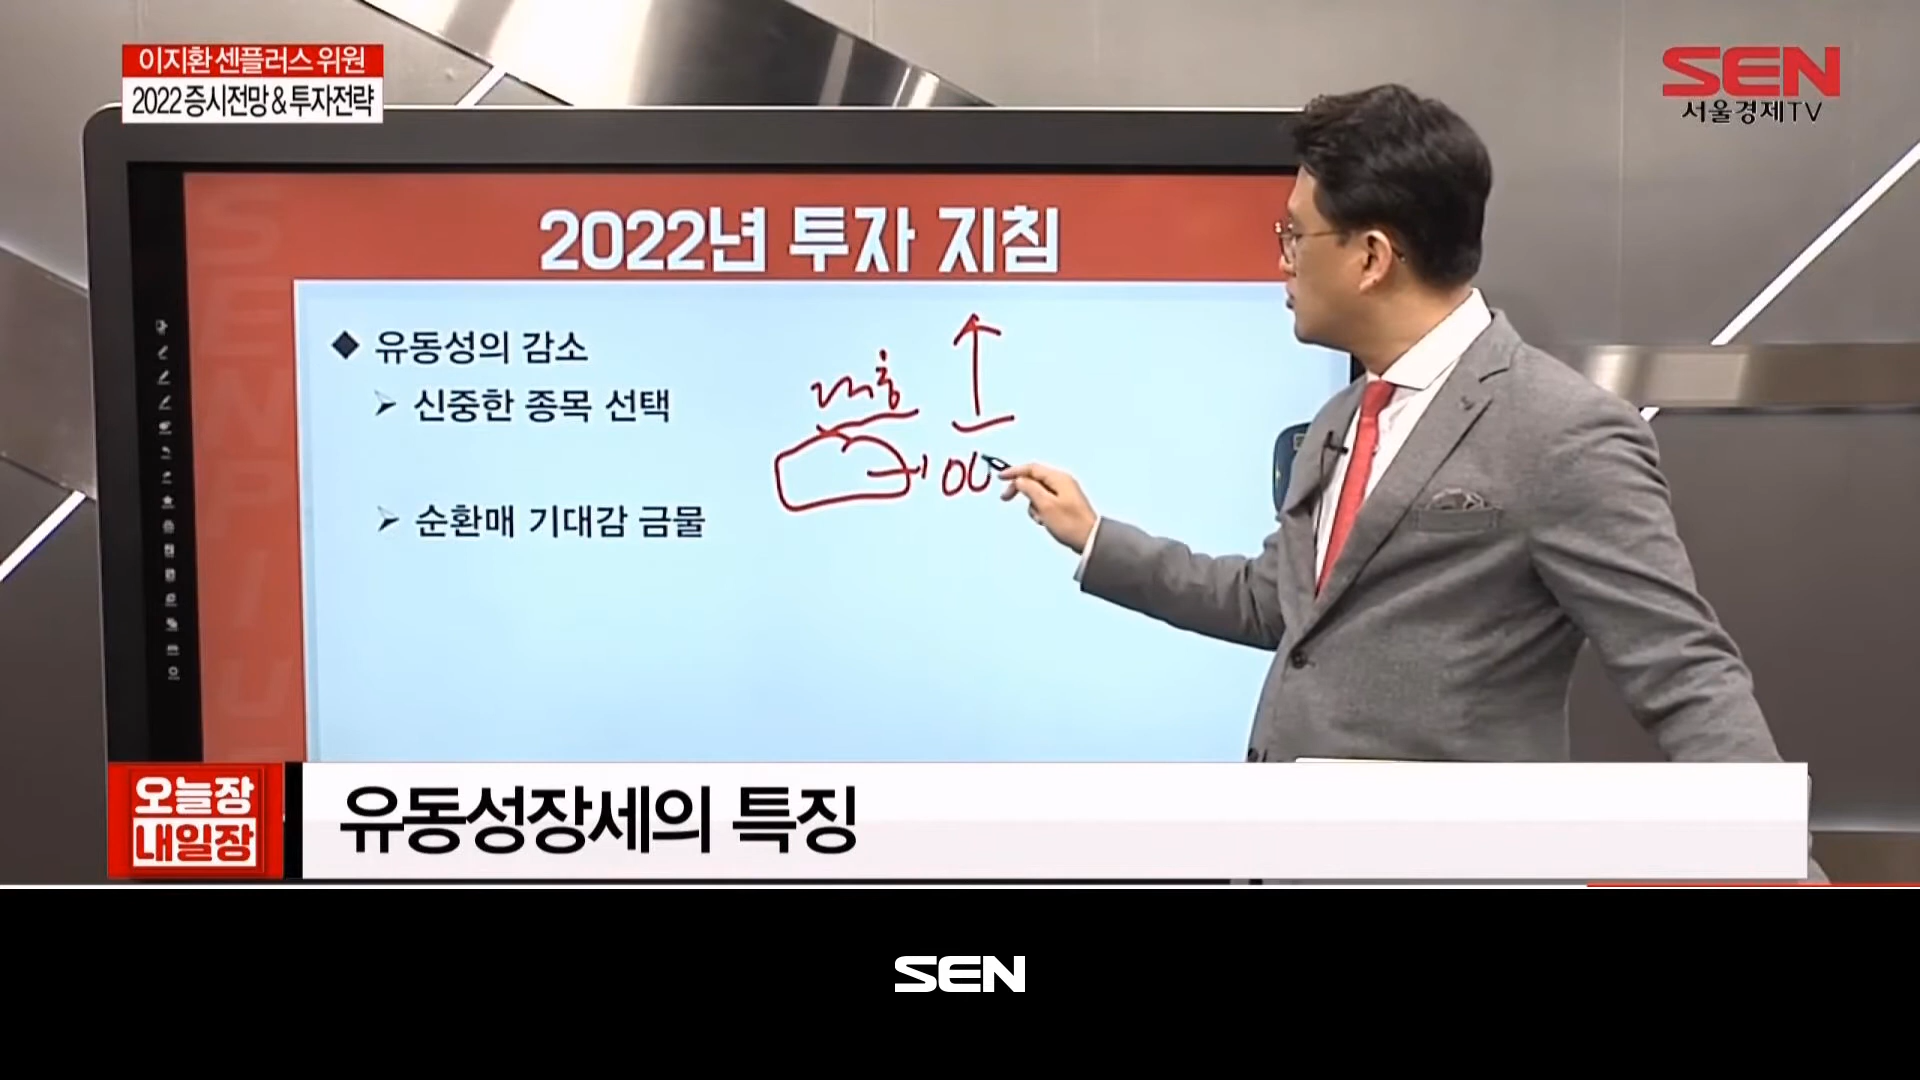 이지환 센플러스 위원
2022 증시전망 & 투자전략
SEN
서울경제TV
2022년 투자 지침
◆ 유동성의 감소
➢ 신중한 종목 선택
➢ 순환매 기대감 금물
오늘장
내일장
유동성장세의 특징
SEN